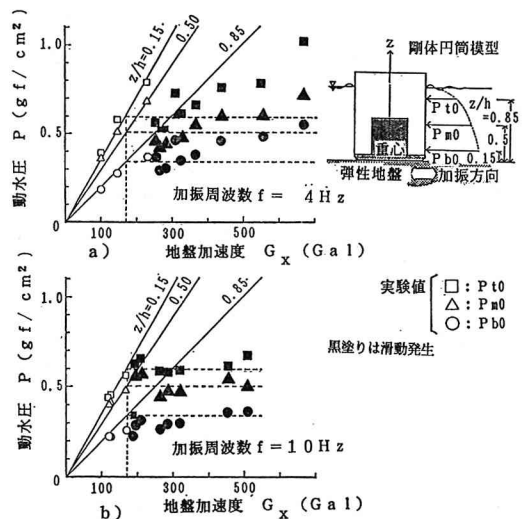 動水圧 P (gf/cm²)
1.0
0.5
0
z/h=0.15
0.50
0.85
加振周波数 f = 4Hz
100
300
500
700
a) 地盤加速度 Gx (Gal)
z
剛体円筒模型
Pt0
z/h
=0.85
Pm0
0.5
重心
Pb0
0.15
弾性地盤
加振方向
動水圧 P (gf/cm²)
1.0
0.5
0
z/h=0.15
0.50
0.85
加振周波数 f=10Hz
100
300
500
700
b) 地盤加速度 Gx (Gal)
実験値
□:Pt0
△:Pm0
○:Pb0
黒塗りは滑動発生